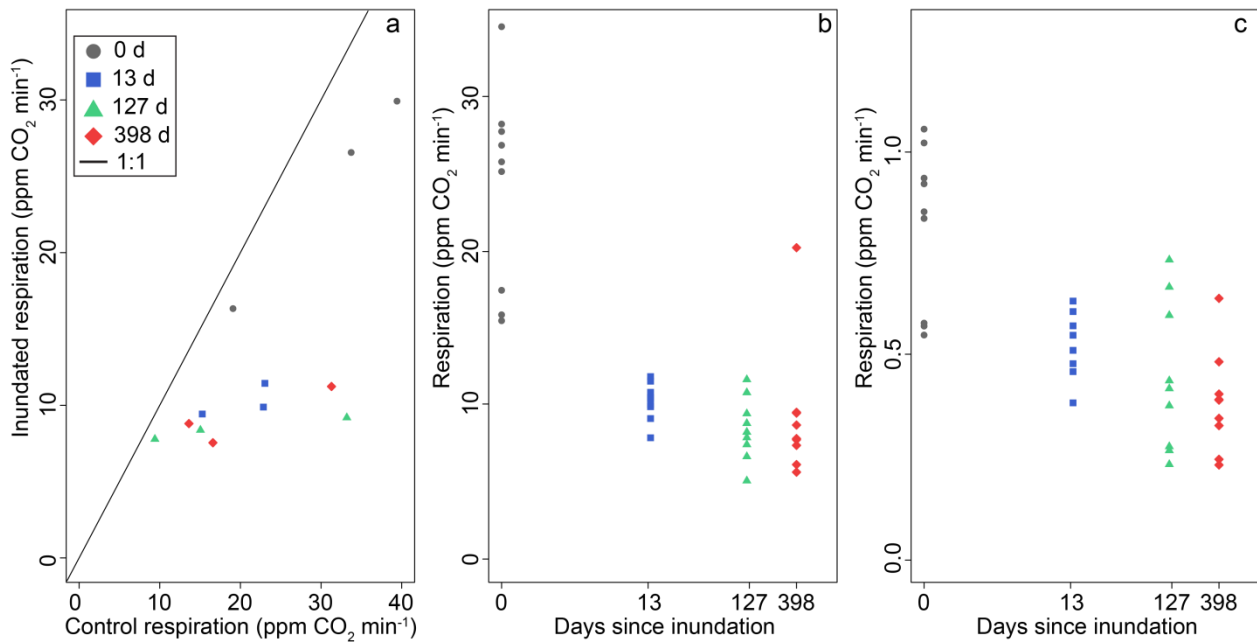 a
0 d
13 d
127 d
398 d
1:1
Inundated respiration (ppm CO₂ min⁻¹)
30
20
10
0
0 10 20 30 40
Control respiration (ppm CO₂ min⁻¹)
b
Respiration (ppm CO₂ min⁻¹)
30
20
10
0
0 13 127 398
Days since inundation
c
Respiration (ppm CO₂ min⁻¹)
1.0
0.5
0.0
0 13 127 398
Days since inundation